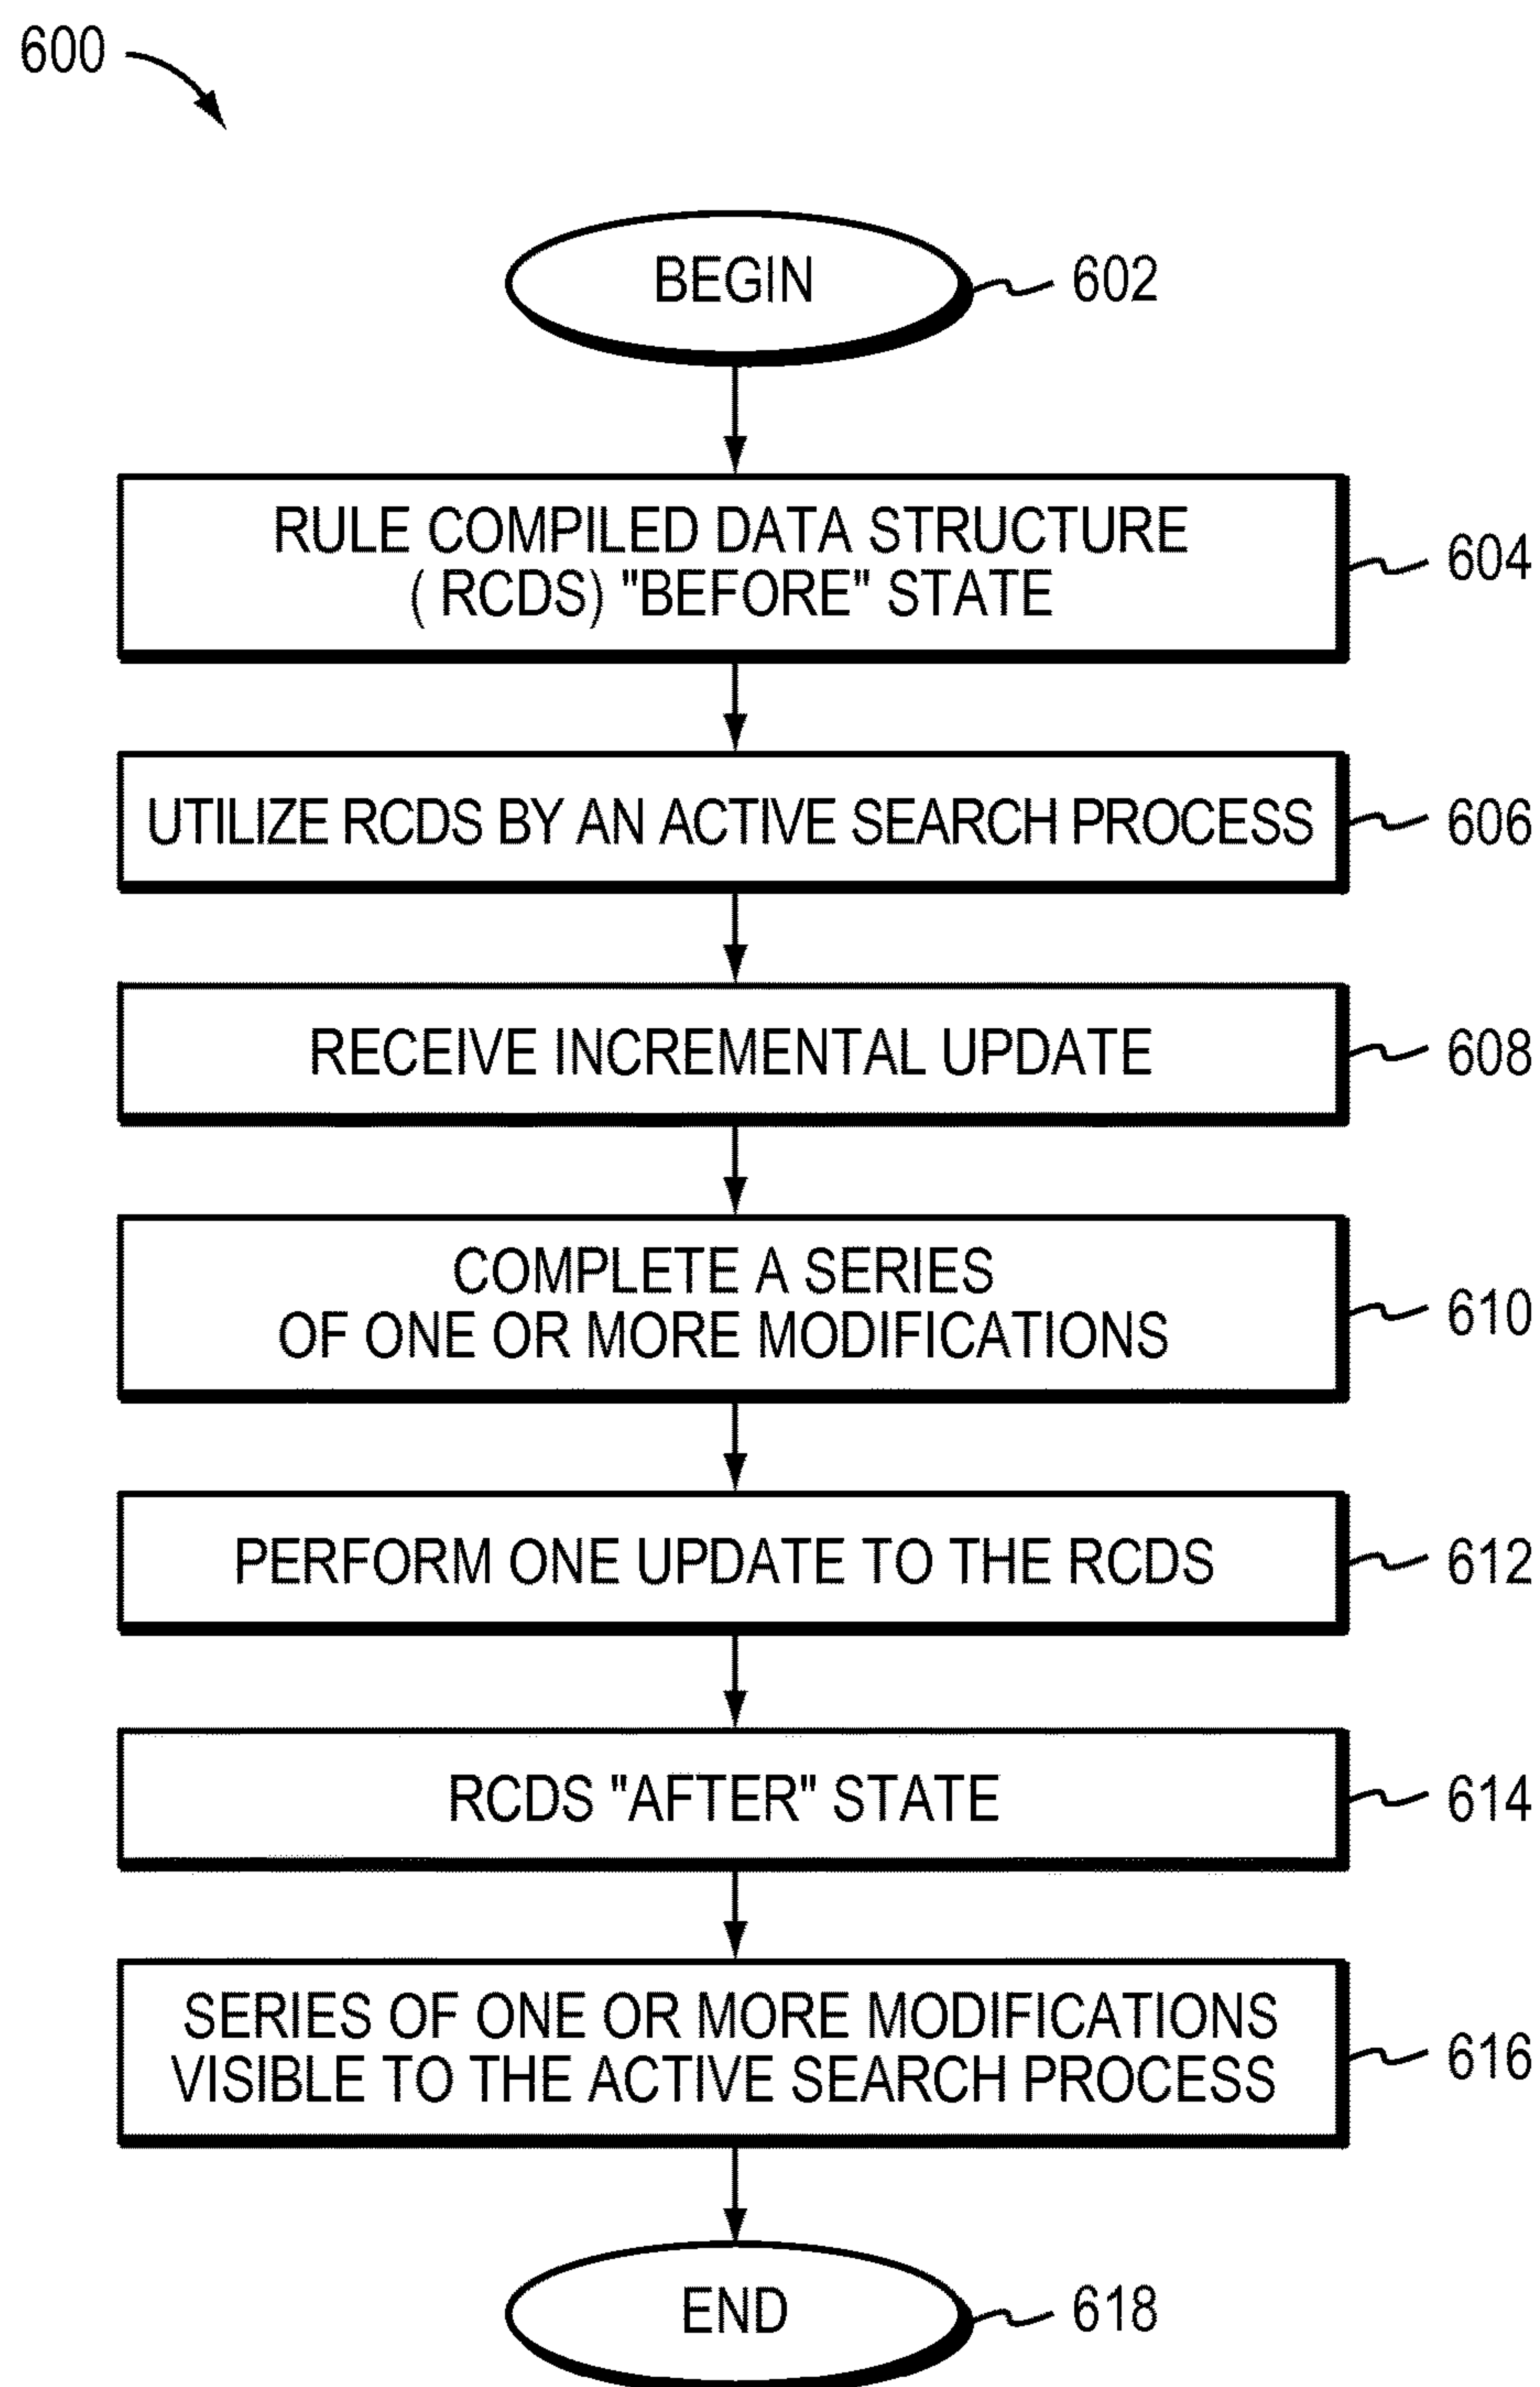 600
BEGIN
602
RULE COMPILED DATA STRUCTURE
( RCDS) "BEFORE" STATE
604
UTILIZE RCDS BY AN ACTIVE SEARCH PROCESS
606
RECEIVE INCREMENTAL UPDATE
608
COMPLETE A SERIES
OF ONE OR MORE MODIFICATIONS
610
PERFORM ONE UPDATE TO THE RCDS
612
RCDS "AFTER" STATE
614
SERIES OF ONE OR MORE MODIFICATIONS
VISIBLE TO THE ACTIVE SEARCH PROCESS
616
END
618